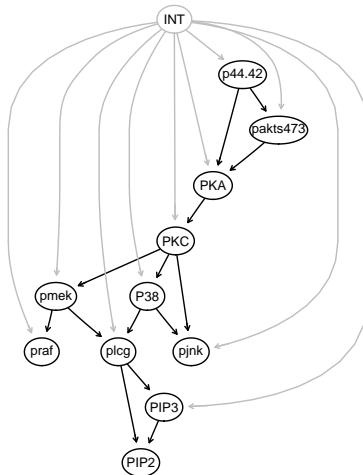 INT
p44.42
pakts473
PKA
PKC
pmek
P38
praf
plcg
pjnk
PIP3
PIP2